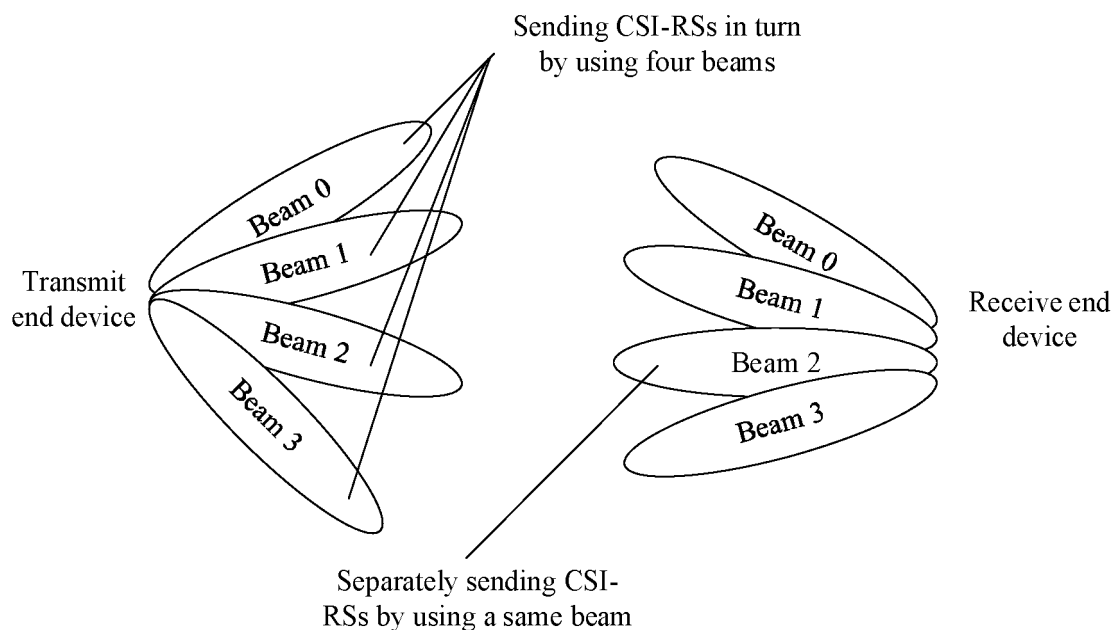 Sending CSI-RSs in turn
by using four beams
Beam 0
Beam 1
Beam 2
Beam 3
Transmit
end device
Beam 0
Beam 1
Beam 2
Beam 3
Receive end
device
Separately sending CSI-
RSs by using a same beam